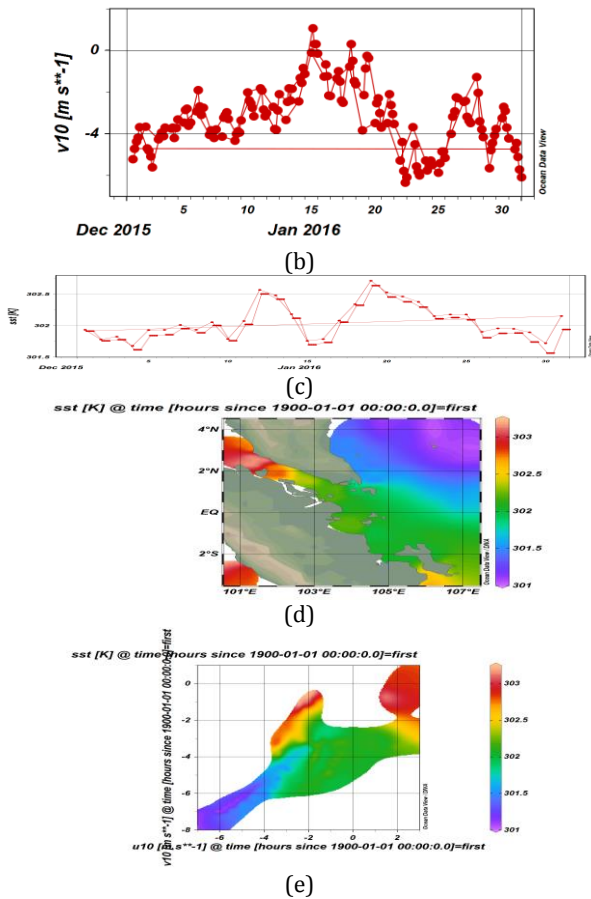 v10 [m s**-1]
0
-4
5
10
15
20
25
30
Dec 2015
Jan 2016
Ocean Data View
(b)
sst [K]
302.5
302
301.5
5
10
15
20
25
30
Dec 2015
Jan 2016
Ocean Data View
(c)
sst [K] @ time [hours since 1900-01-01 00:00:0.0]=first
4°N
2°N
EQ
2°S
101°E
103°E
105°E
107°E
303
302.5
302
301.5
301
Ocean Data View / DIVA
(d)
sst [K] @ time [hours since 1900-01-01 00:00:0.0]=first
v10 [m s**-1] @ time [hours since 1900-01-01 00:00:0.0]=first
0
-2
-4
-6
-8
-6
-4
-2
0
2
u10 [m s**-1] @ time [hours since 1900-01-01 00:00:0.0]=first
303
302.5
302
301.5
301
Ocean Data View / DIVA
(e)